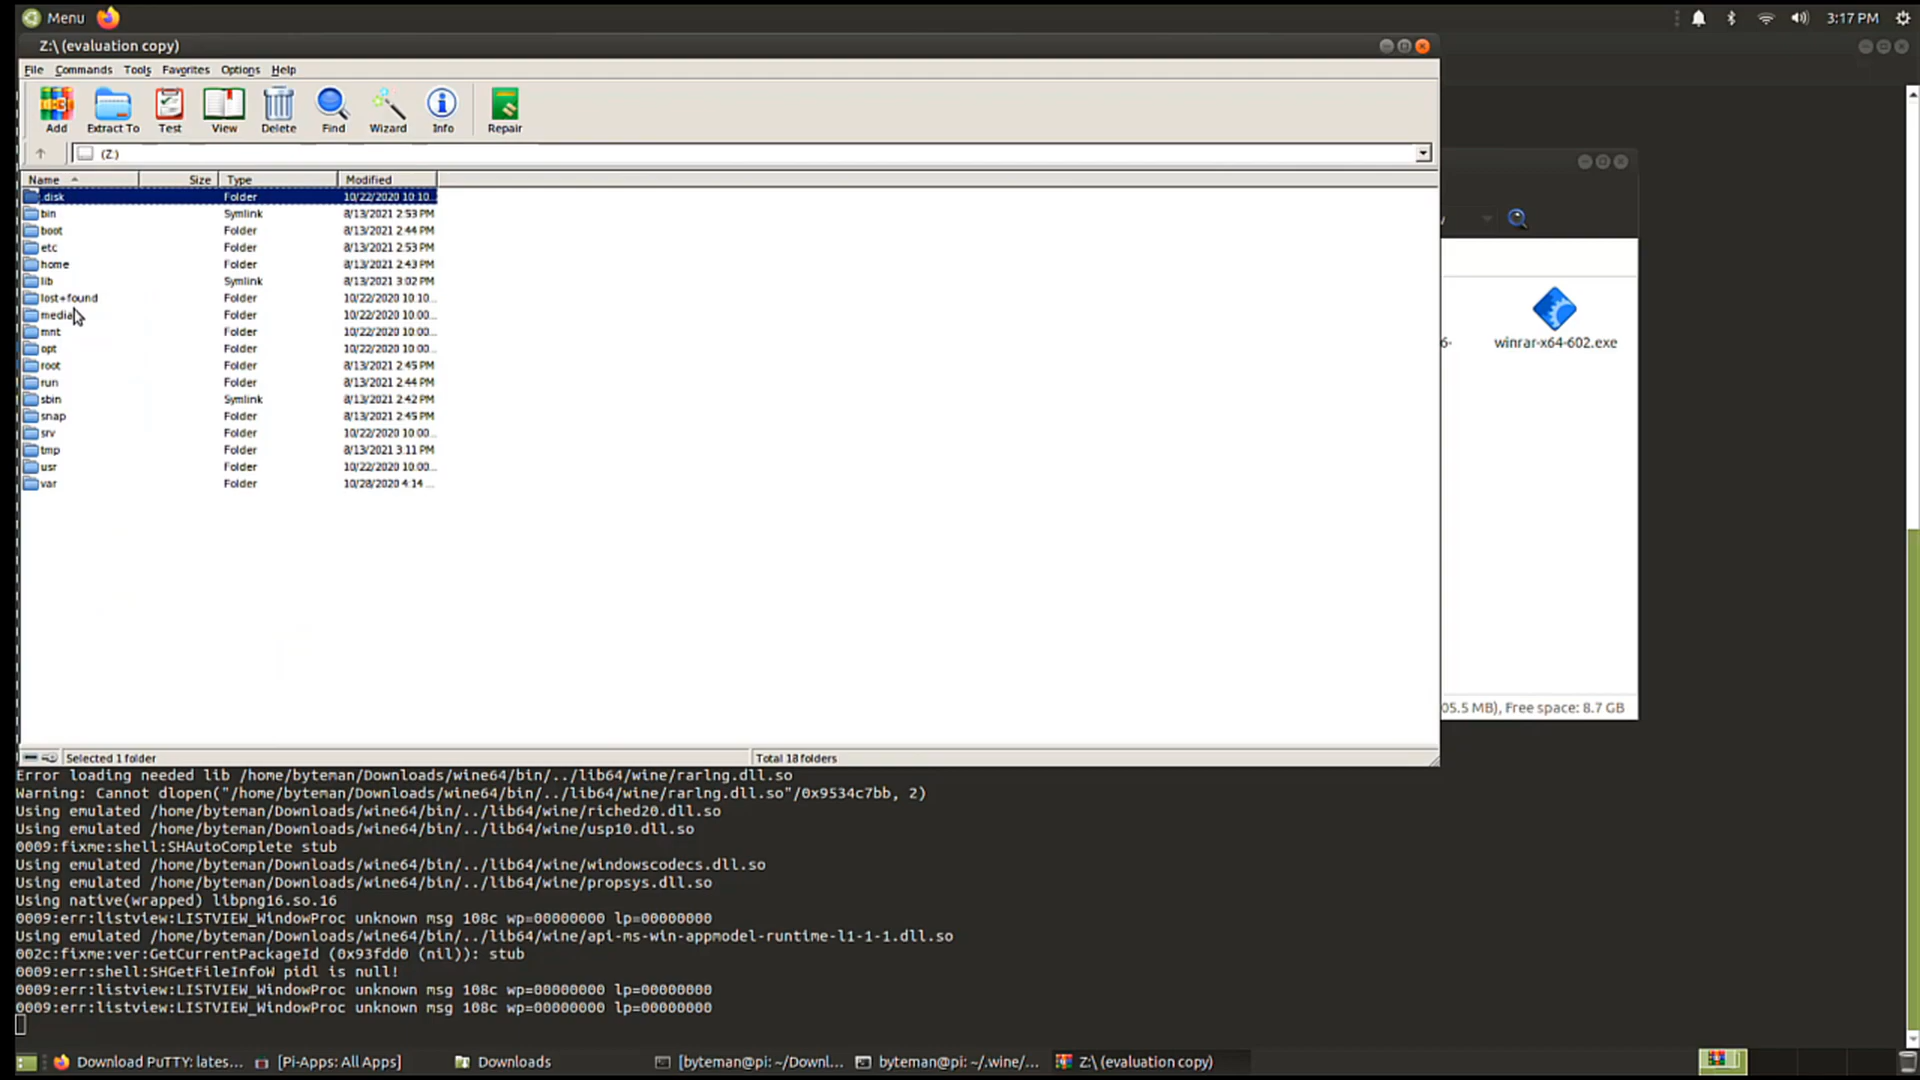 Menu
3:17 PM
Z:\ (evaluation copy)
File Commands Tools Favorites Options Help
Add Extract To Test View Delete Find Wizard Info Repair
(Z:)
Name Size Type Modified
.disk Folder 10/22/2020 10:10...
bin Symlink 8/13/2021 2:53 PM
boot Folder 8/13/2021 2:44 PM
etc Folder 8/13/2021 2:53 PM
home Folder 8/13/2021 2:43 PM
lib Symlink 8/13/2021 3:02 PM
lost+found Folder 10/22/2020 10:10...
media Folder 10/22/2020 10:00...
mnt Folder 10/22/2020 10:00...
opt Folder 10/22/2020 10:00...
root Folder 8/13/2021 2:45 PM
run Folder 8/13/2021 2:44 PM
sbin Symlink 8/13/2021 2:42 PM
snap Folder 8/13/2021 2:45 PM
srv Folder 10/22/2020 10:00...
tmp Folder 8/13/2021 3:11 PM
usr Folder 10/22/2020 10:00...
var Folder 10/28/2020 4:14 ...
6-
winrar-x64-602.exe
05.5 MB), Free space: 8.7 GB
Selected 1 folder Total 18 folders
Error loading needed lib /home/byteman/Downloads/wine64/bin/../lib64/wine/rarlng.dll.so
Warning: Cannot dlopen("/home/byteman/Downloads/wine64/bin/../lib64/wine/rarlng.dll.so"/0x9534c7bb, 2)
Using emulated /home/byteman/Downloads/wine64/bin/../lib64/wine/riched20.dll.so
Using emulated /home/byteman/Downloads/wine64/bin/../lib64/wine/usp10.dll.so
0009:fixme:shell:SHAutoComplete stub
Using emulated /home/byteman/Downloads/wine64/bin/../lib64/wine/windowscodecs.dll.so
Using emulated /home/byteman/Downloads/wine64/bin/../lib64/wine/propsys.dll.so
Using native(wrapped) libpng16.so.16
0009:err:listview:LISTVIEW_WindowProc unknown msg 108c wp=00000000 lp=00000000
Using emulated /home/byteman/Downloads/wine64/bin/../lib64/wine/api-ms-win-appmodel-runtime-l1-1-1.dll.so
002c:fixme:ver:GetCurrentPackageId (0x93fdd0 (nil)): stub
0009:err:shell:SHGetFileInfoW pidl is null!
0009:err:listview:LISTVIEW_WindowProc unknown msg 108c wp=00000000 lp=00000000
0009:err:listview:LISTVIEW_WindowProc unknown msg 108c wp=00000000 lp=00000000
Download PuTTY: lates... [Pi-Apps: All Apps] Downloads [byteman@pi: ~/Downl... byteman@pi: ~/.wine/... Z:\ (evaluation copy)